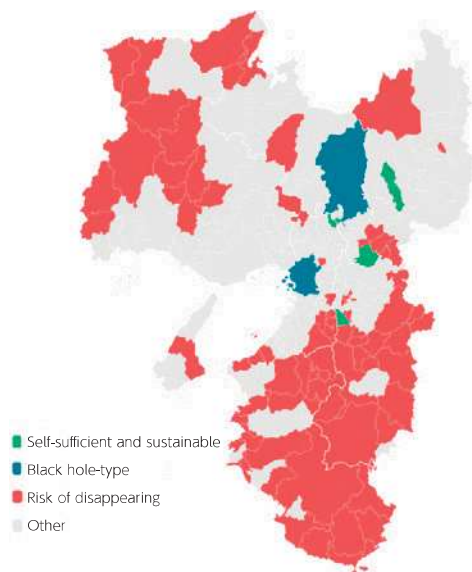 Self-sufficient and sustainable
Black hole-type
Risk of disappearing
Other